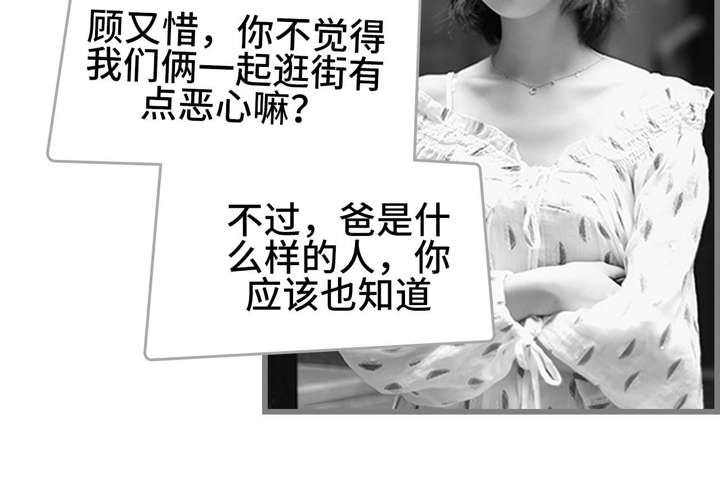 顾又惜，你不觉得
我们俩一起逛街有
点恶心嘛？
不过，爸是什
么样的人，你
应该也知道